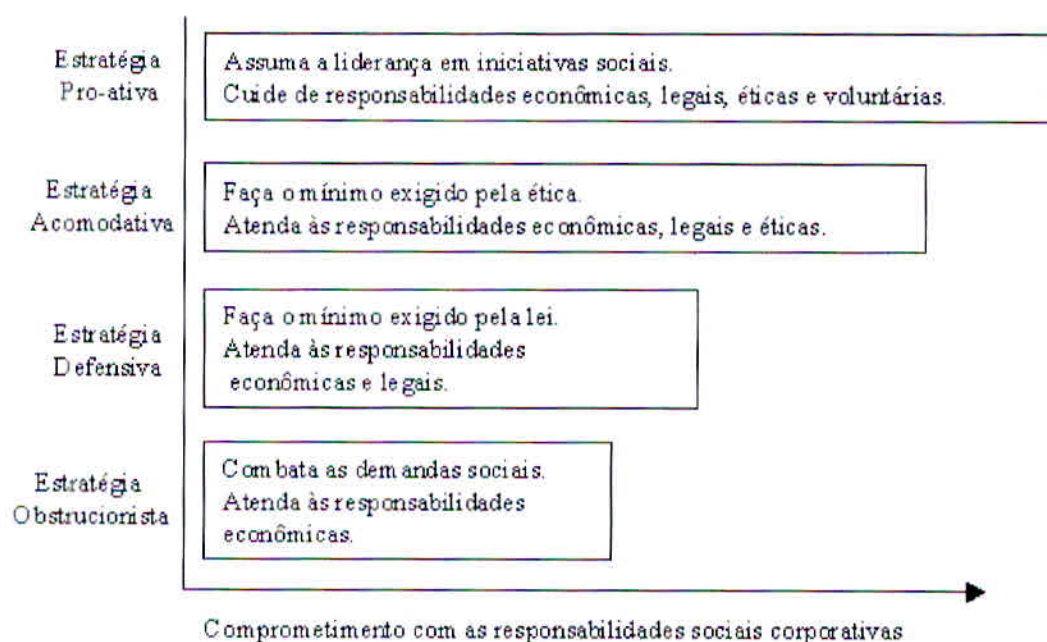 Estratégia
Pro-ativa
Assuma a liderança em iniciativas sociais.
Cuide de responsabilidades econômicas, legais, éticas e voluntárias.
Estratégia
Acomodativa
Faça o mínimo exigido pela ética.
Atenda às responsabilidades econômicas, legais e éticas.
Estratégia
Defensiva
Faça o mínimo exigido pela lei.
Atenda às responsabilidades
econômicas e legais.
Estratégia
Obstrucionista
Combata as demandas sociais.
Atenda às responsabilidades
econômicas.
Comprometimento com as responsabilidades sociais corporativas